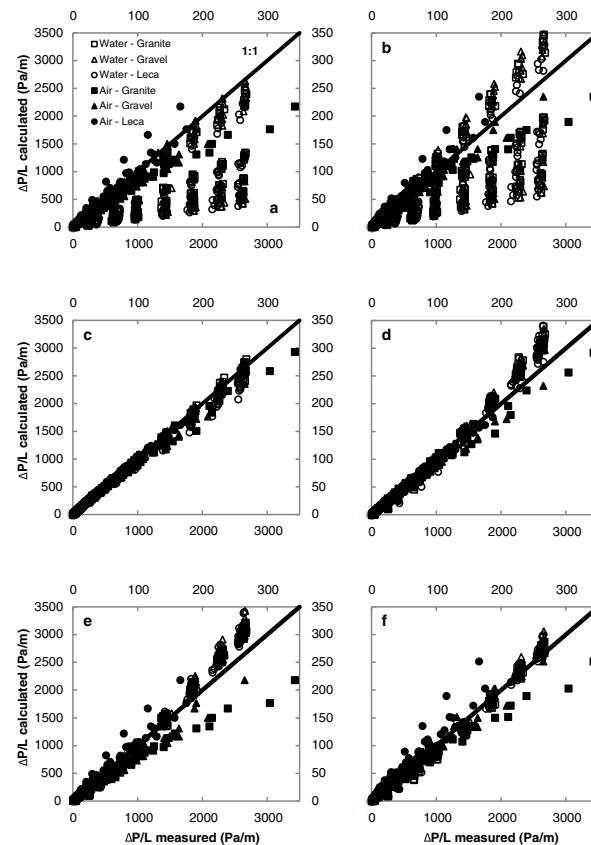 0 100 200 300
3500
3000
2500
2000
1500
1000
500
0
ΔP/L calculated (Pa/m)
Water - Granite
Water - Gravel
Water - Leca
Air - Granite
Air - Gravel
Air - Leca
1:1
a
0 1000 2000 3000
0 100 200 300
350
300
250
200
150
100
50
0
b
0 1000 2000 3000
0 100 200 300
3500
3000
2500
2000
1500
1000
500
0
ΔP/L calculated (Pa/m)
c
0 1000 2000 3000
0 100 200 300
350
300
250
200
150
100
50
0
d
0 1000 2000 3000
0 100 200 300
3500
3000
2500
2000
1500
1000
500
0
ΔP/L calculated (Pa/m)
e
0 1000 2000 3000
ΔP/L measured (Pa/m)
0 100 200 300
350
300
250
200
150
100
50
0
f
0 1000 2000 3000
ΔP/L measured (Pa/m)